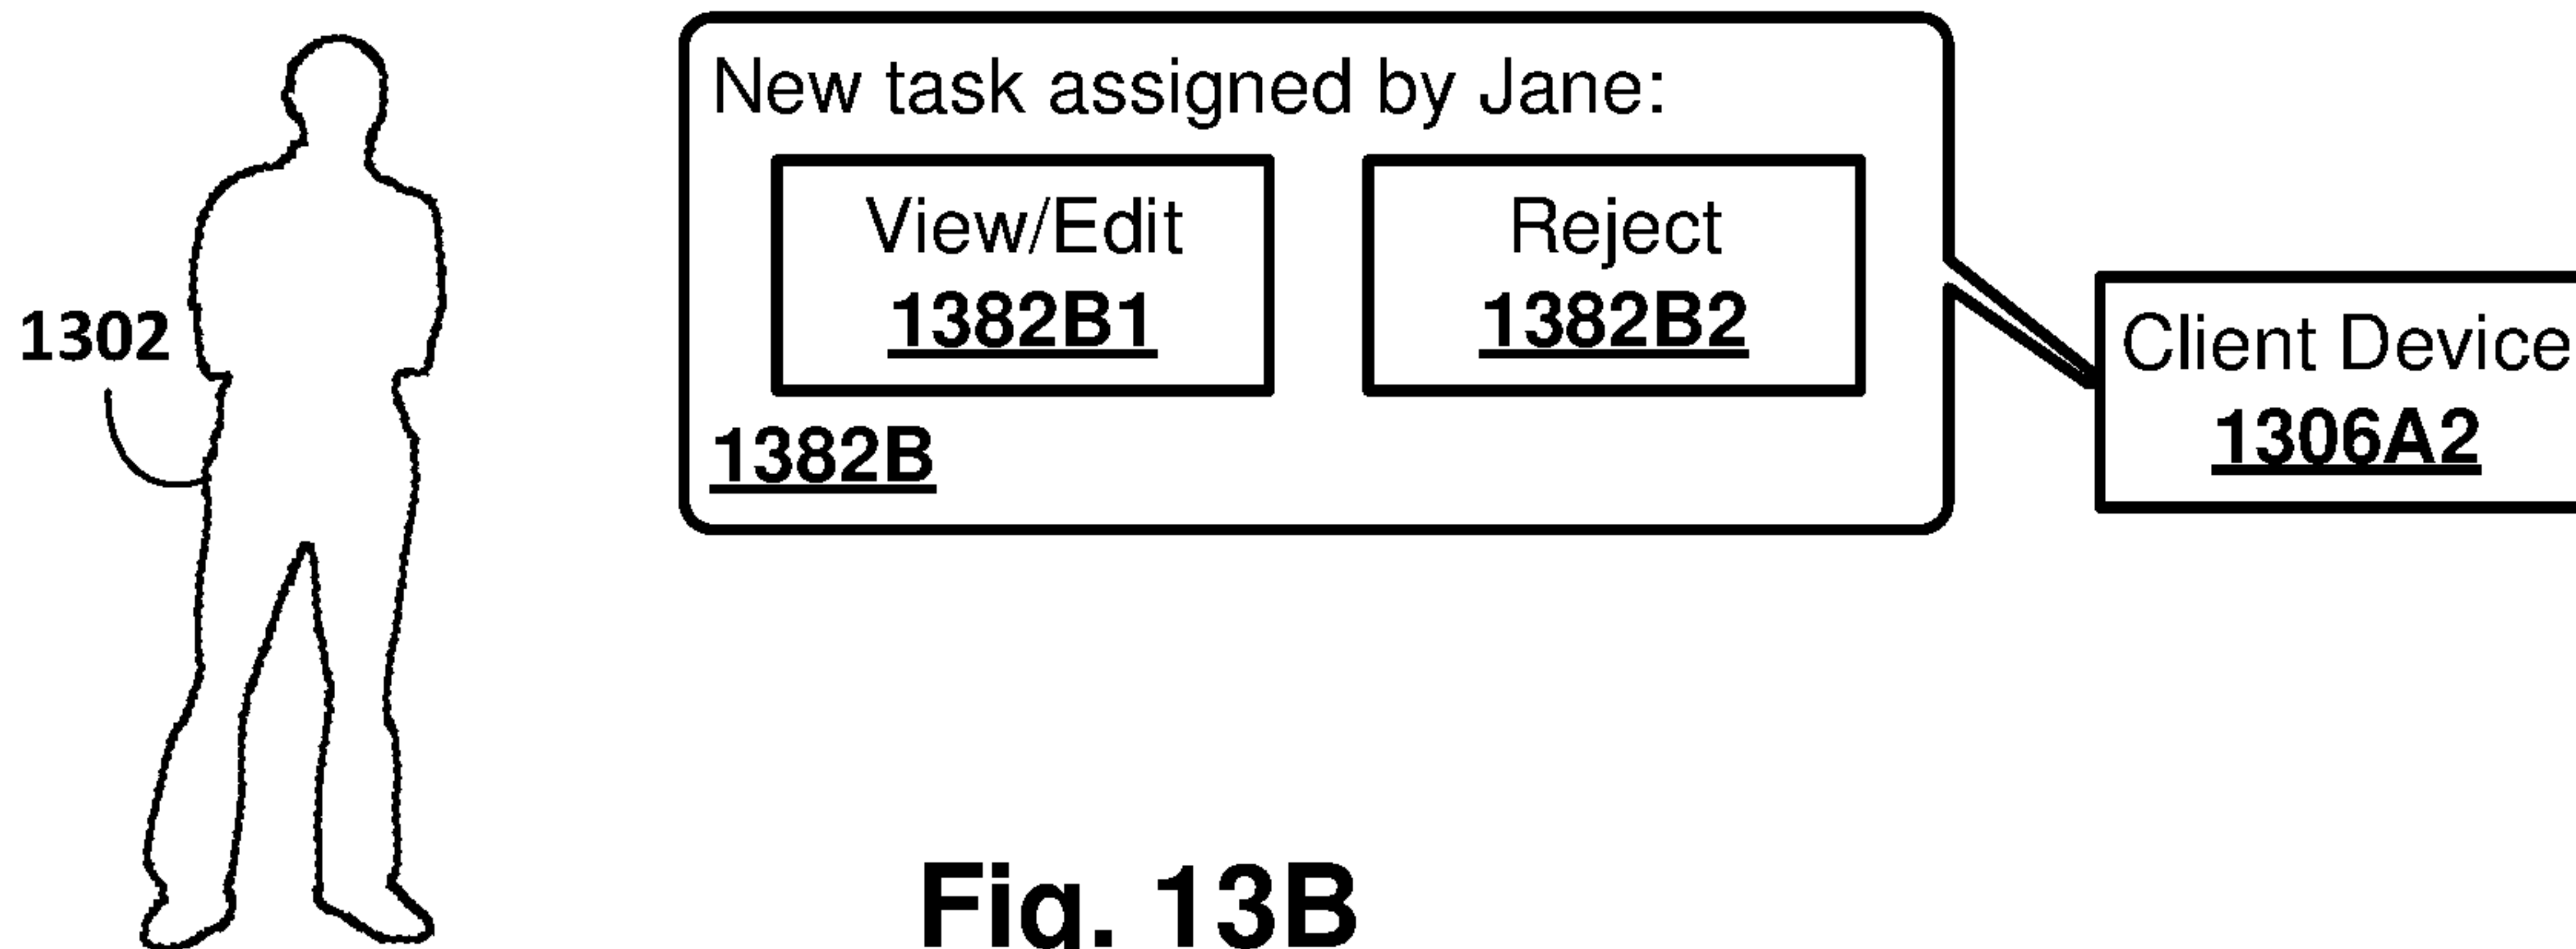 New task assigned by Jane:
View/Edit
1382B1
Reject
1382B2
1382B
Client Device
1306A2
1302
Fig. 13B